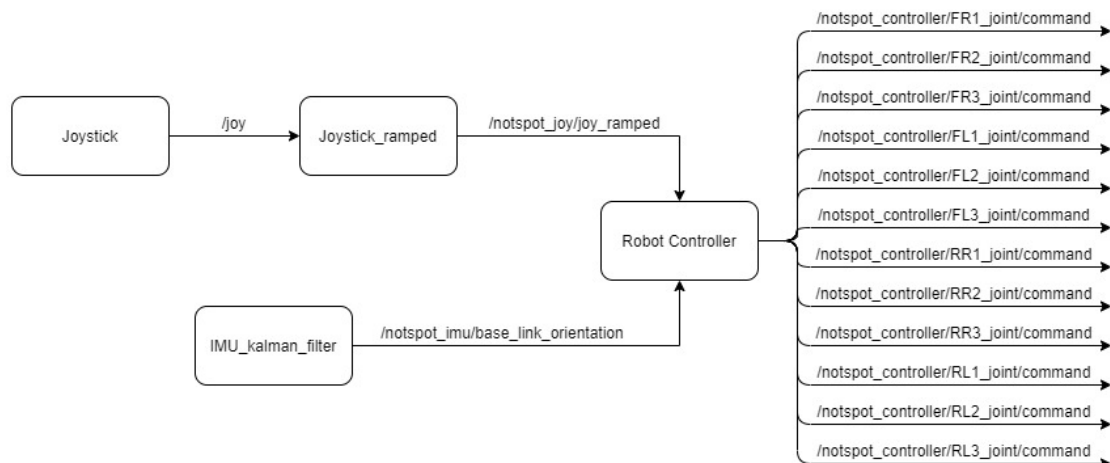 /notspot_controller/FR1_joint/command
/notspot_controller/FR2_joint/command
/notspot_controller/FR3_joint/command
/joy
/notspot_joy/joy_ramped
Joystick
Joystick_ramped
/notspot_controller/FL1_joint/command
/notspot_controller/FL2_joint/command
/notspot_controller/FL3_joint/command
Robot Controller
/notspot_controller/RR1_joint/command
/notspot_controller/RR2_joint/command
/notspot_imu/base_link_orientation
IMU_kalman_filter
/notspot_controller/RR3_joint/command
/notspot_controller/RL1_joint/command
/notspot_controller/RL2_joint/command
/notspot_controller/RL3_joint/command